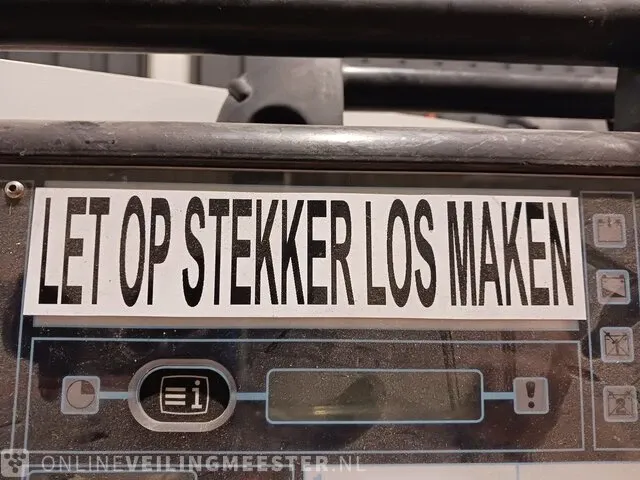 LET OP STEKKER LOS MAKEN
i
!
ONLINEVEILINGMEESTER.NL